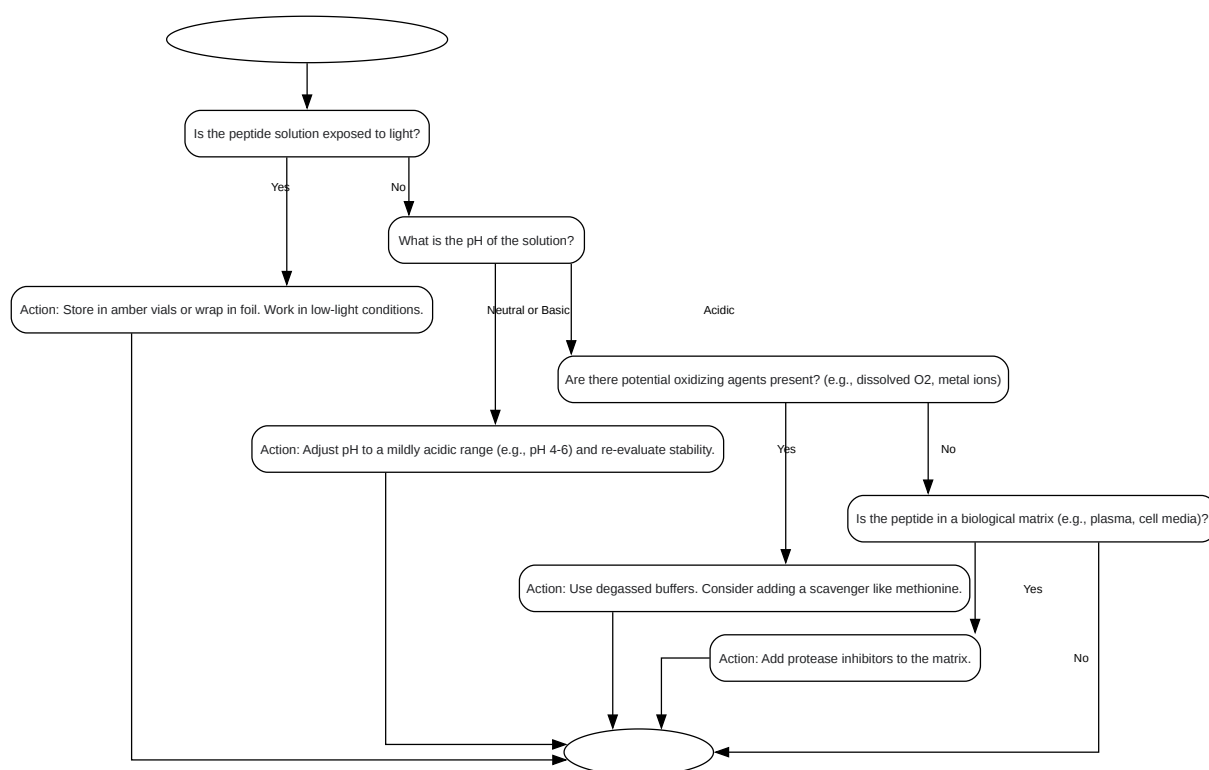 Is the peptide solution exposed to light?
Yes
No
What is the pH of the solution?
Action: Store in amber vials or wrap in foil. Work in low-light conditions.
Neutral or Basic
Acidic
Are there potential oxidizing agents present? (e.g., dissolved O2, metal ions)
Action: Adjust pH to a mildly acidic range (e.g., pH 4-6) and re-evaluate stability.
Yes
No
Is the peptide in a biological matrix (e.g., plasma, cell media)?
Action: Use degassed buffers. Consider adding a scavenger like methionine.
Yes
Action: Add protease inhibitors to the matrix.
No